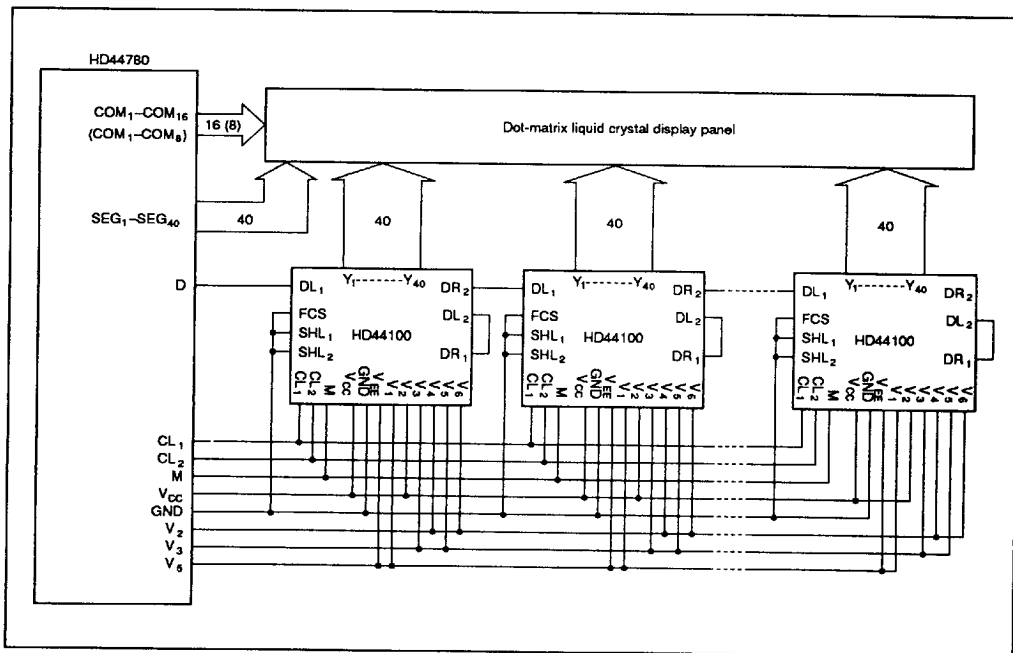 HD44780
COM1–COM16
(COM1–COM8)
16 (8)
Dot-matrix liquid crystal display panel
SEG1–SEG40
40
40
40
40
D
DL1
Y1------Y40
DR2
FCS
DL2
SHL1
HD44100
SHL2
DR1
CL1 CL2 M VCC GND VEE V1 V2 V3 V4 V5 V6
DL1
Y1------Y40
DR2
FCS
DL2
SHL1
HD44100
SHL2
DR1
CL1 CL2 M VCC GND VEE V1 V2 V3 V4 V5 V6
DL1
Y1------Y40
DR2
FCS
DL2
SHL1
HD44100
SHL2
DR1
CL1 CL2 M VCC GND VEE V1 V2 V3 V4 V5 V6
CL1
CL2
M
VCC
GND
V2
V3
V5